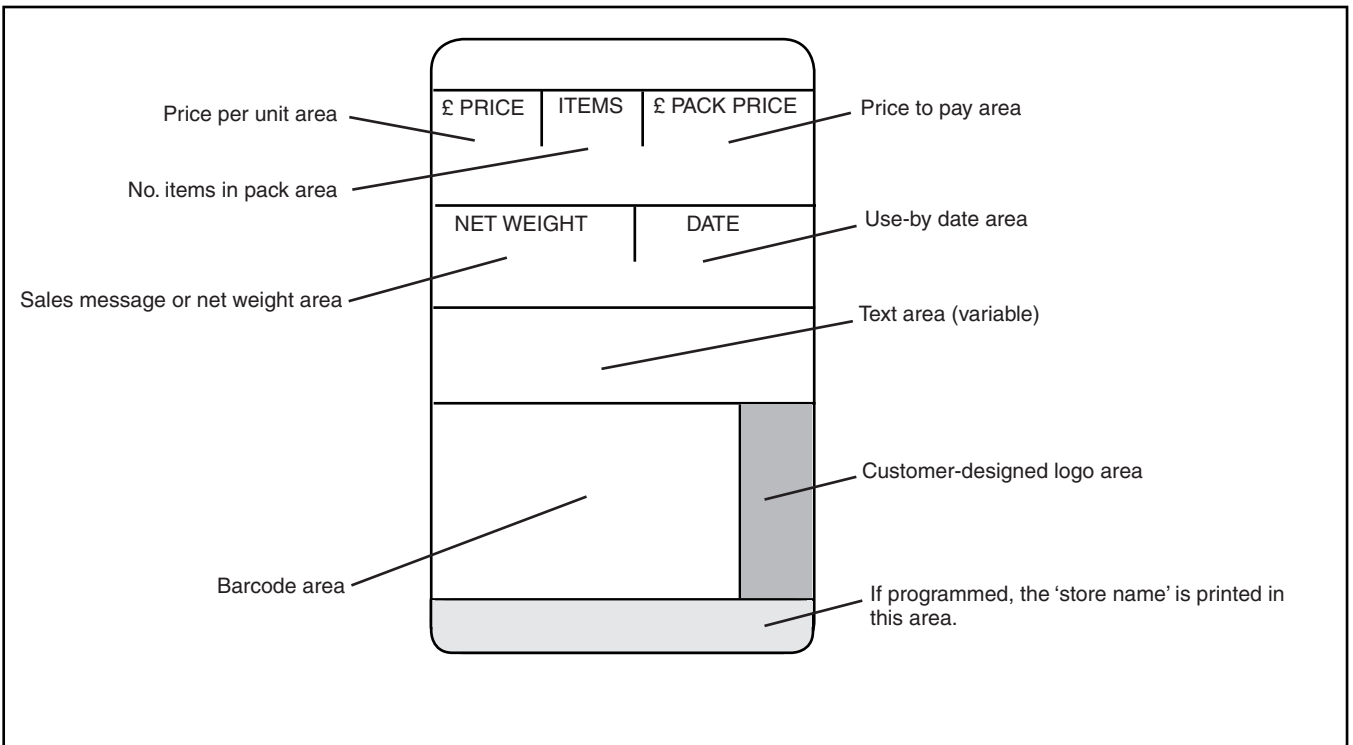 £ PRICE
ITEMS
£ PACK PRICE
Price per unit area
Price to pay area
No. items in pack area
NET WEIGHT
DATE
Use-by date area
Sales message or net weight area
Text area (variable)
Customer-designed logo area
Barcode area
If programmed, the ‘store name’ is printed in
this area.